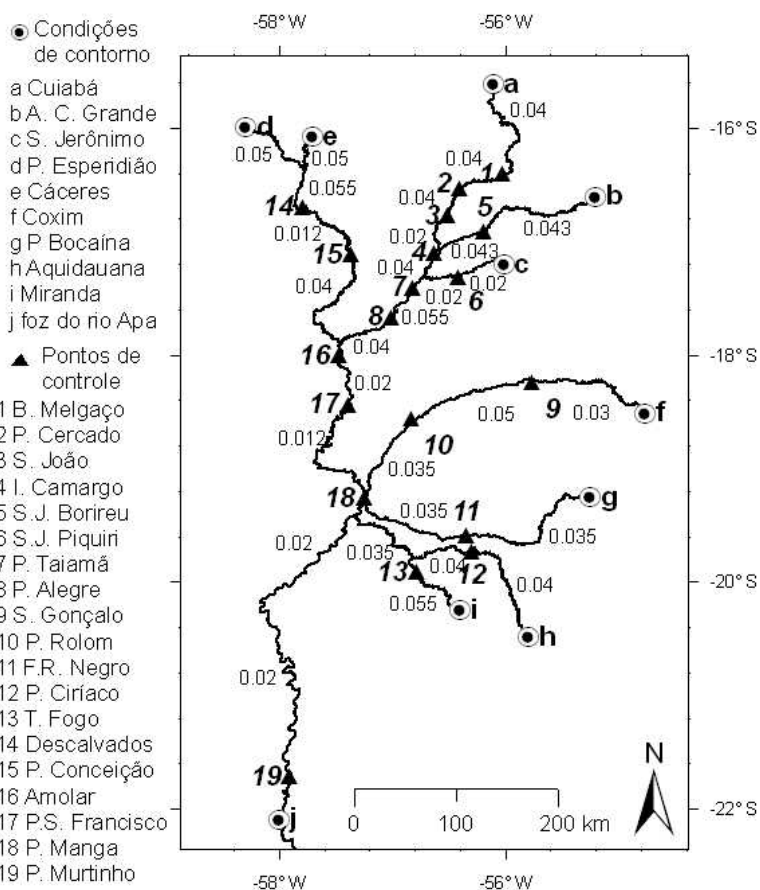 -58°W
-56°W
Condições
de contorno
a Cuiabá
b A. C. Grande
c S. Jerônimo
d P. Esperidião
e Cáceres
f Coxim
g P Bocaína
h Aquidauana
i Miranda
j foz do rio Apa
Pontos de
controle
1 B. Melgaço
2 P. Cercado
3 S. João
4 I. Camargo
5 S.J. Borireu
6 S.J. Piquiri
7 P. Taiamã
8 P. Alegre
9 S. Gonçalo
10 P. Rolom
11 F.R. Negro
12 P. Ciríaco
13 T. Fogo
14 Descalvados
15 P. Conceição
16 Amolar
17 P.S. Francisco
18 P. Manga
19 P. Murtinho
a
0.04
d
e
-16°S
0.05
0.05
0.04
1
0.055
2
0.04
b
14
3
5
0.043
0.012
0.02
4
0.043
15
c
0.04
0.04
7
0.02
0.02
6
8
0.055
16
0.04
-18°S
0.02
17
9
f
0.05
0.03
10
0.012
0.035
18
g
0.035
11
0.02
0.035
0.035
13
0.04
12
-20°S
0.04
0.055
i
h
0.02
19
N
j
0
100
200 km
-22°S
-58°W
-56°W